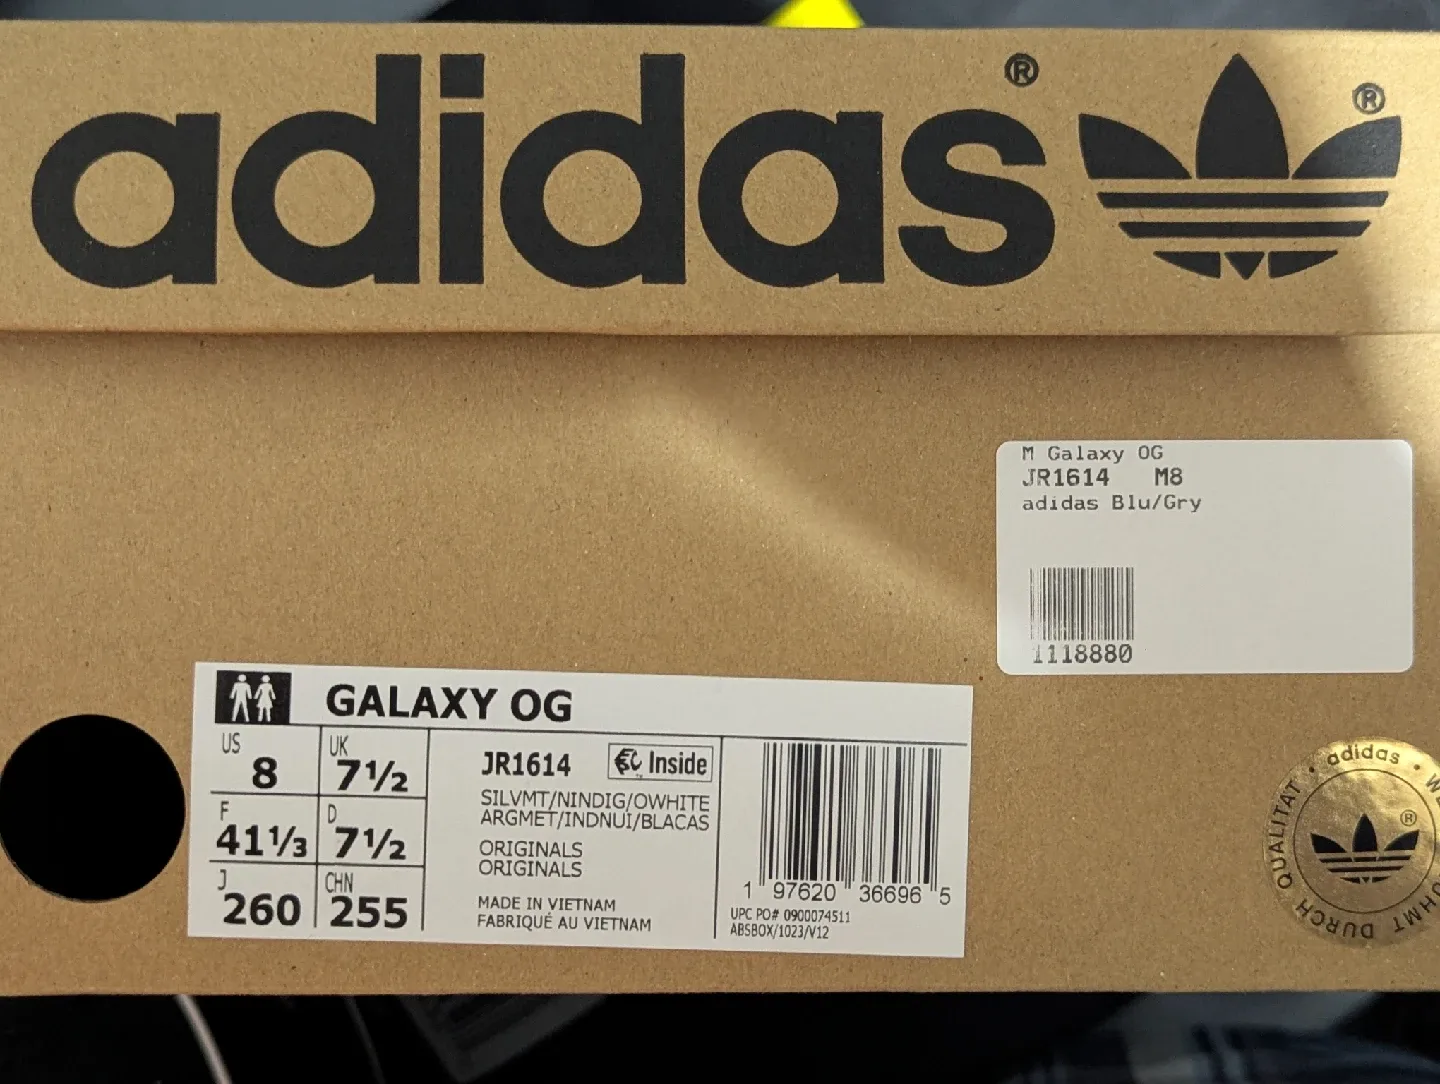 adidas®
®
M Galaxy OG
JR1614 M8
adidas Blu/Gry
1118880
GALAXY OG
US 8 UK 7½
F 41⅓ D 7½
J 260 CHN 255
JR1614 Inside
SILVMT/NINDIG/OWHITE
ARGMET/INDNUI/BLACAS
ORIGINALS
ORIGINALS
MADE IN VIETNAM
FABRIQUÉ AU VIETNAM
1 97620 36696 5
UPC PO# 0900074511
ABSBOX/1023/V12
QUALITAT • adidas •
®
DURCH